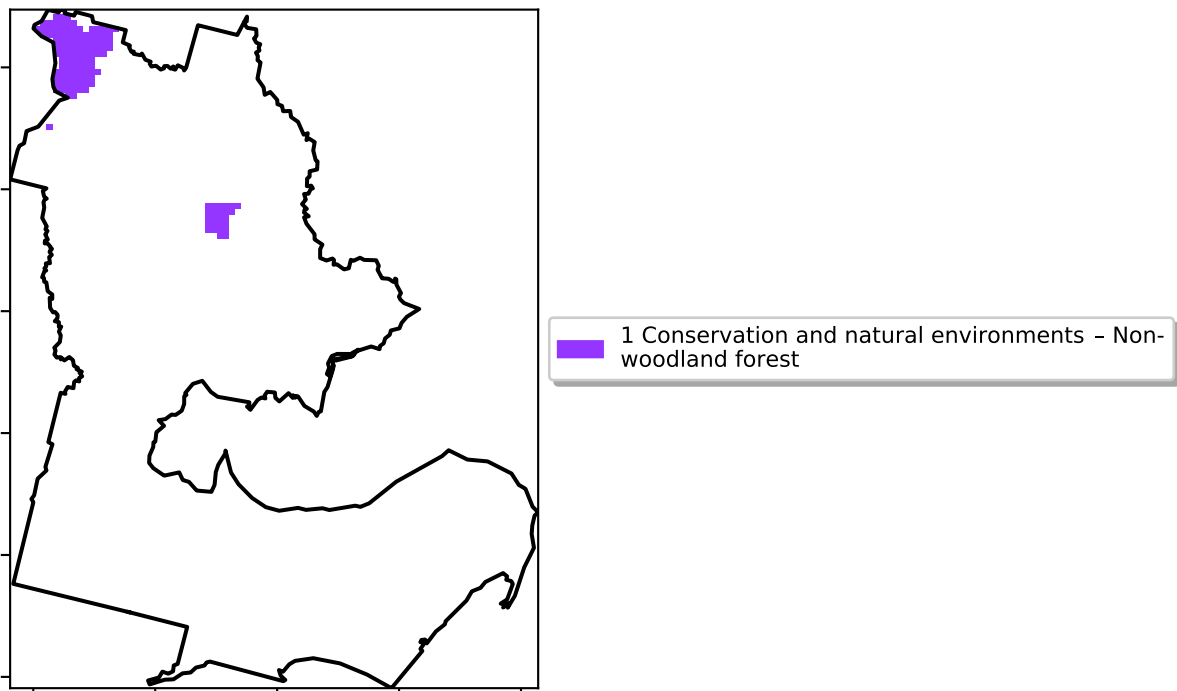 1 Conservation and natural environments – Non-
woodland forest